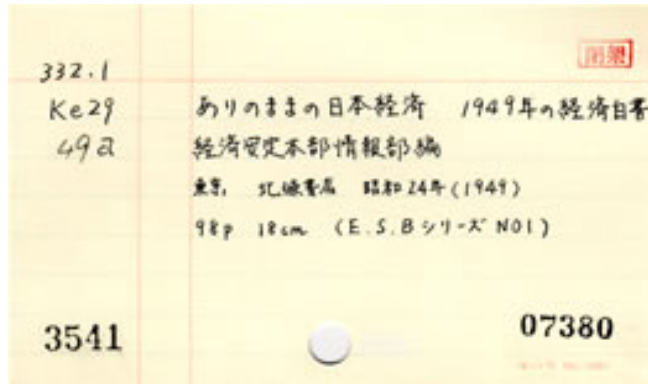 開架
332.1
Ke29 ありのままの日本経済 1949年の経済白書
49a 経済安定本部情報部編
東京, 北條書店 昭和24年(1949)
98p 18cm (E.S.Bシリーズ NO1)
3541
07380